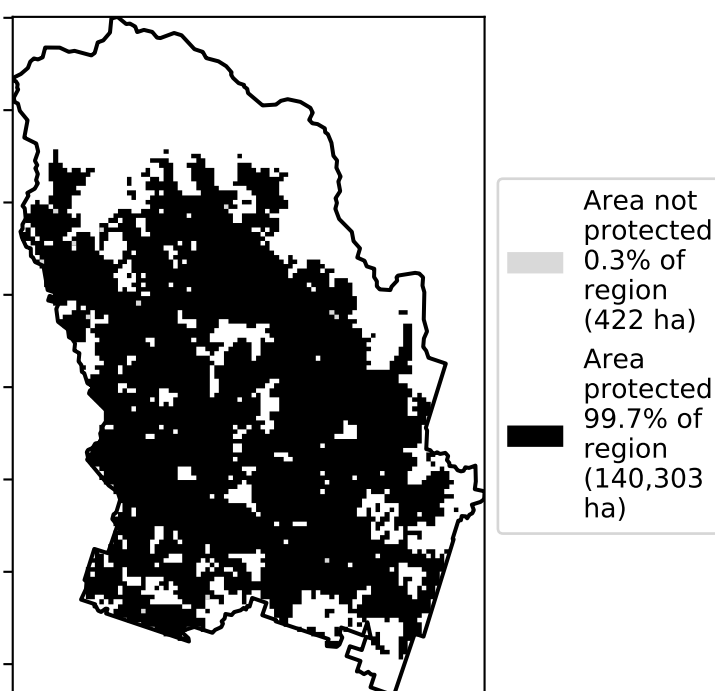 Area not
protected
0.3% of
region
(422 ha)
Area
protected
99.7% of
region
(140,303
ha)